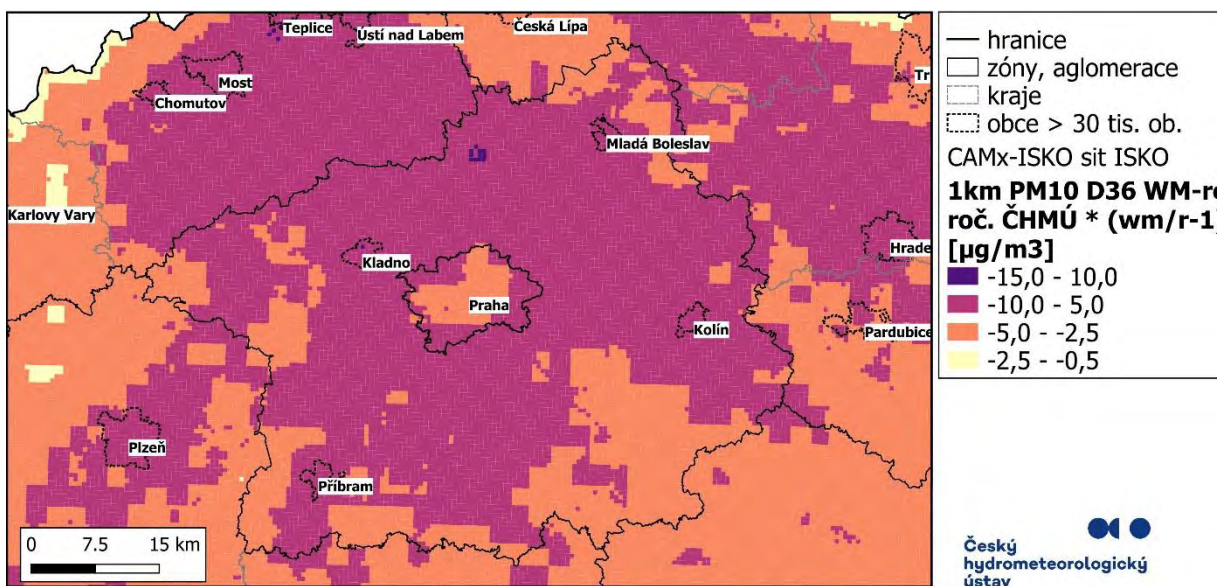 Teplice
Ústí nad Labem
Česká Lípa
Most
Chomutov
Tr
Mladá Boleslav
Karlovy Vary
Hrade
Kladno
Praha
Kolín
Pardubice
Plzeň
Příbram
0 7.5 15 km
hranice
zóny, aglomerace
kraje
obce > 30 tis. ob.
CAMx-ISKO sit ISKO
1km PM10 D36 WM-r
roč. ČHMÚ * (wm/r-1)
[µg/m3]
-15,0 - 10,0
-10,0 - 5,0
-5,0 - -2,5
-2,5 - -0,5
Český
hydrometeorologický
ústav